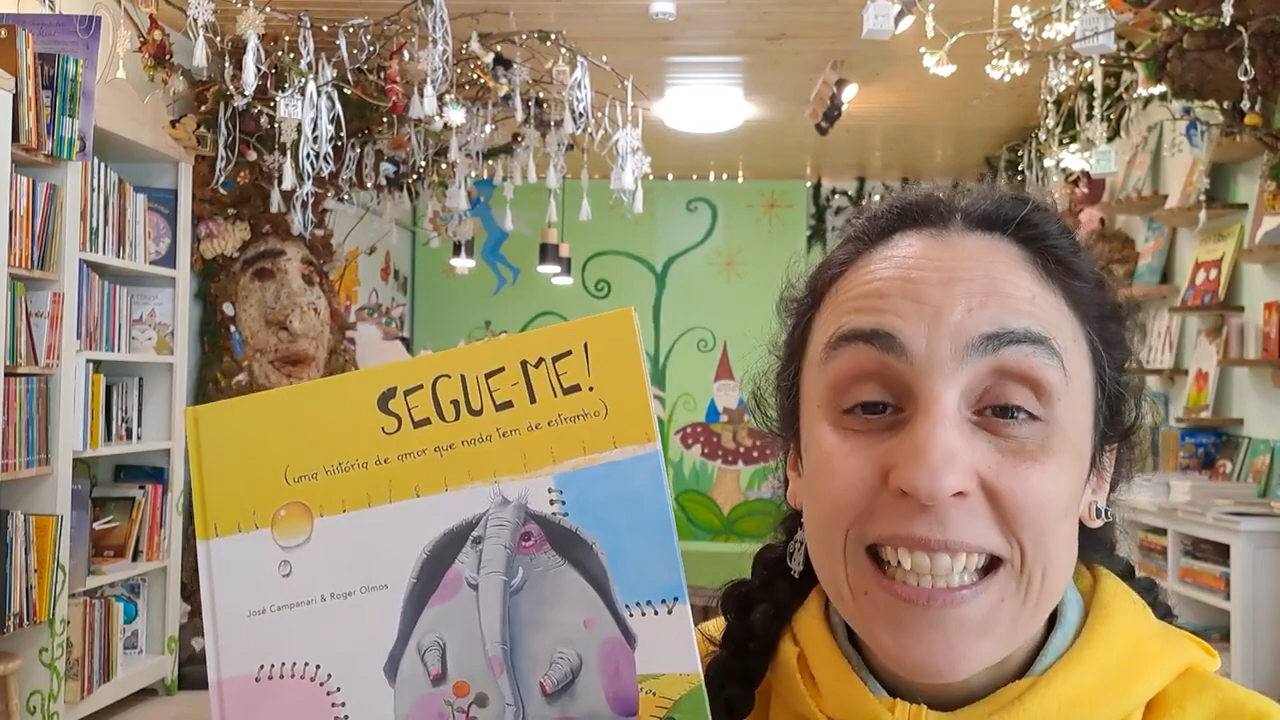 SEGUE-ME!
(uma história de amor que nada tem de estranho)
José Campanari & Roger Olmos